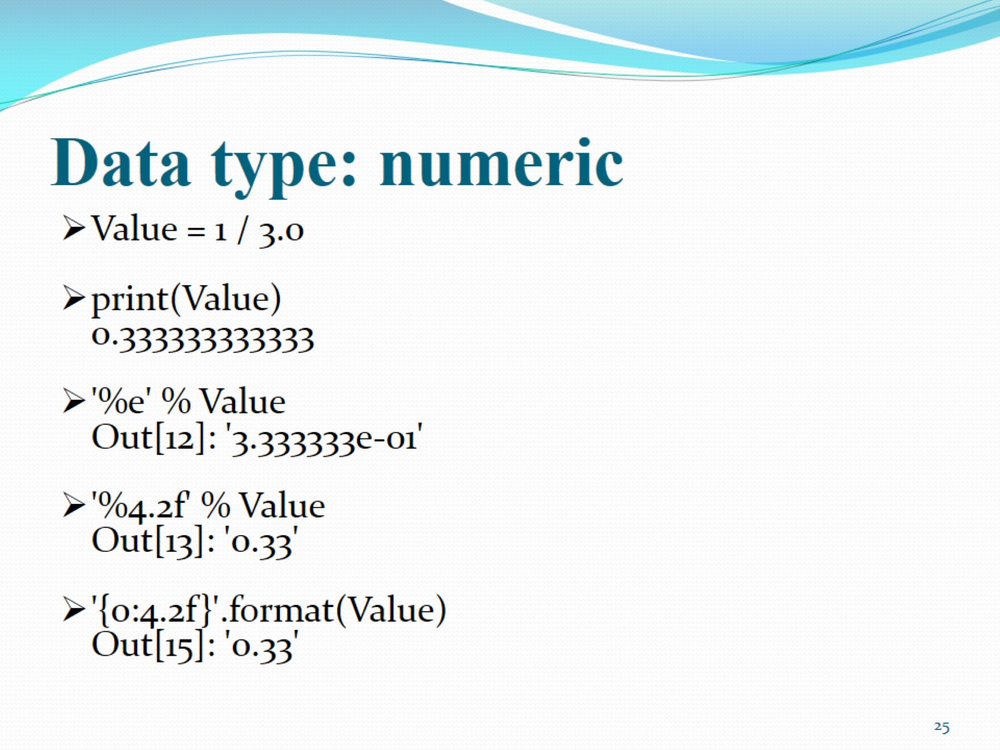 Data type: numeric
➢Value = 1 / 3.0
➢print(Value)
0.333333333333
➢'%e' % Value
Out[12]: '3.333333e-01'
➢'%4.2f' % Value
Out[13]: '0.33'
➢'{0:4.2f}'.format(Value)
Out[15]: '0.33'
25